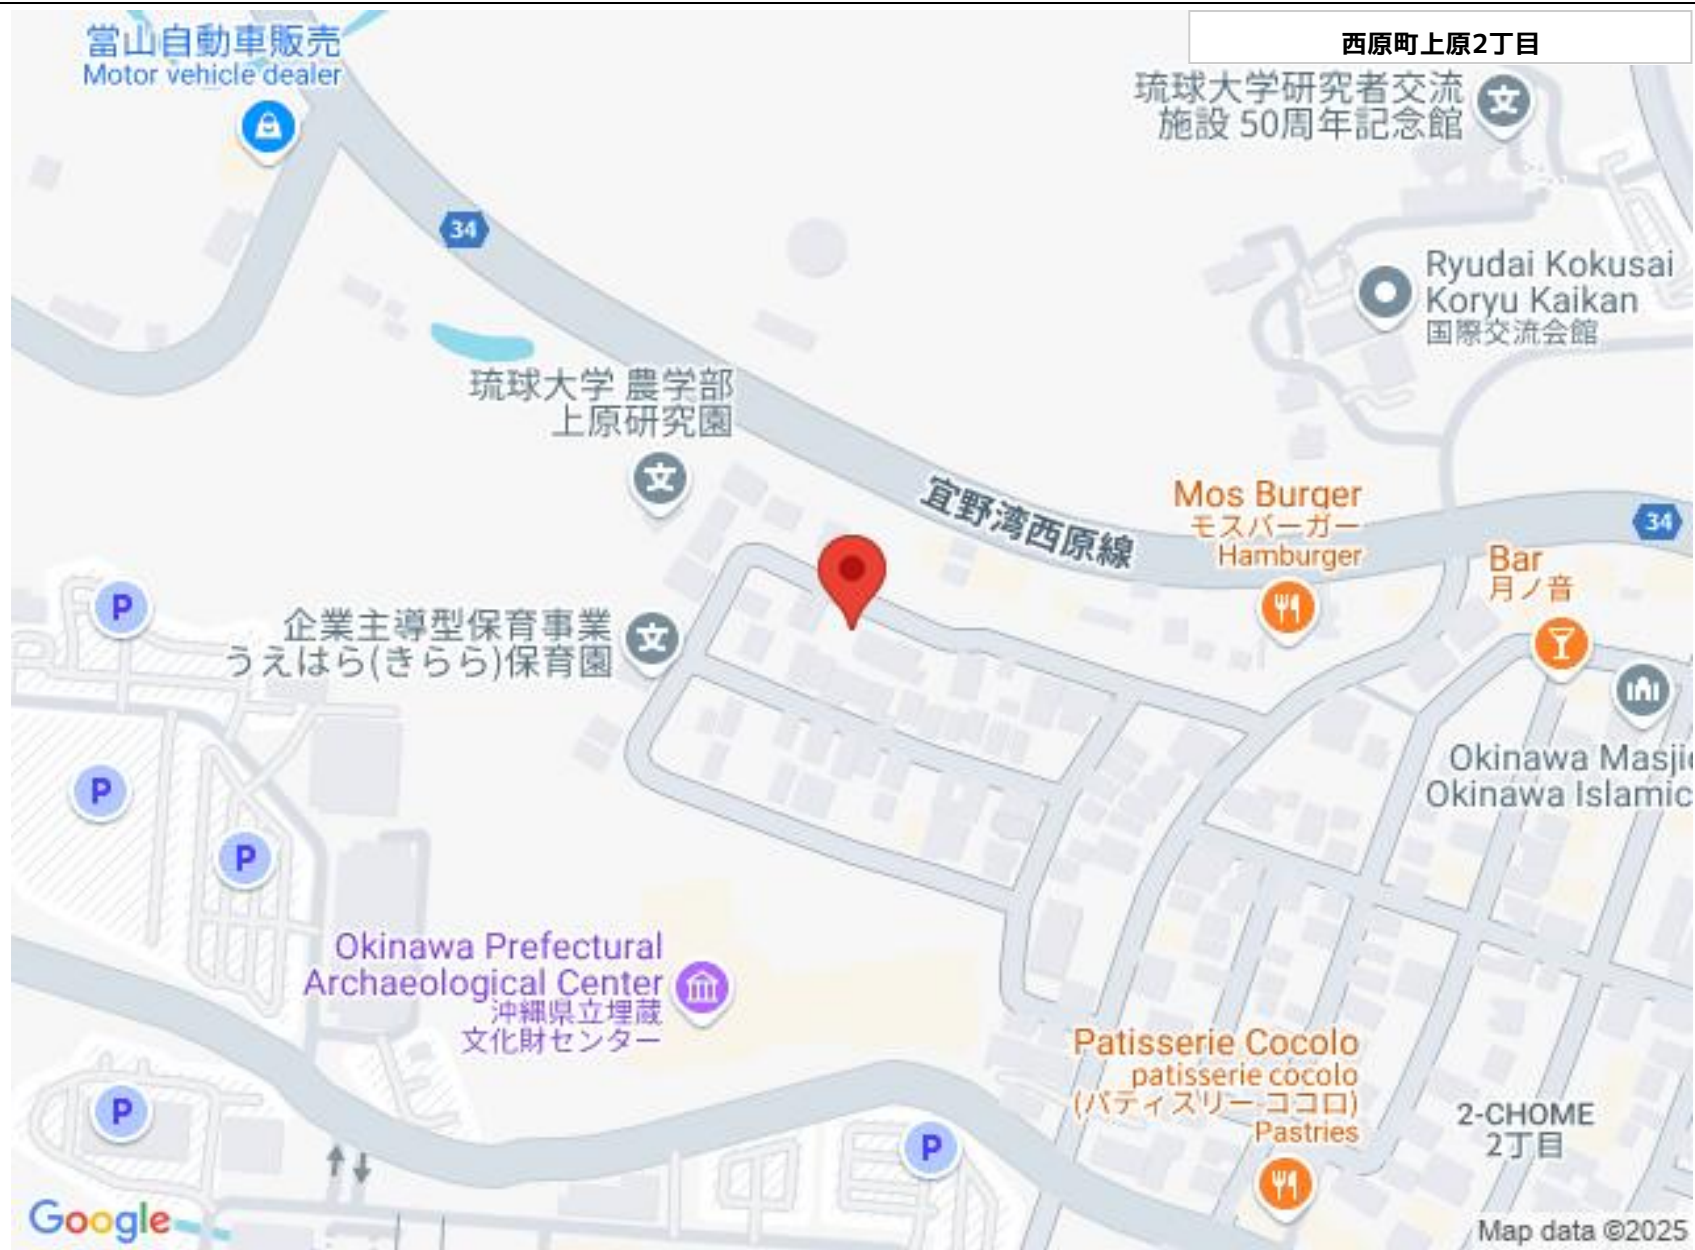 西原町上原2丁目
當山自動車販売
Motor vehicle dealer
琉球大学研究者交流
施設 50周年記念館
34
Ryudai Kokusai
Koryu Kaikan
国際交流会館
琉球大学 農学部
上原研究園
宜野湾西原線
Mos Burger
モスバーガー
Hamburger
34
Bar
月ノ音
P
企業主導型保育事業
うえはら(きらら)保育園
Okinawa Masjid
Okinawa Islamic
P
P
Okinawa Prefectural
Archaeological Center
沖縄県立埋蔵
文化財センター
Patisserie Cocolo
patisserie cocolo
(パティスリー ココロ)
Pastries
2-CHOME
2丁目
P
P
Google
Map data ©2025